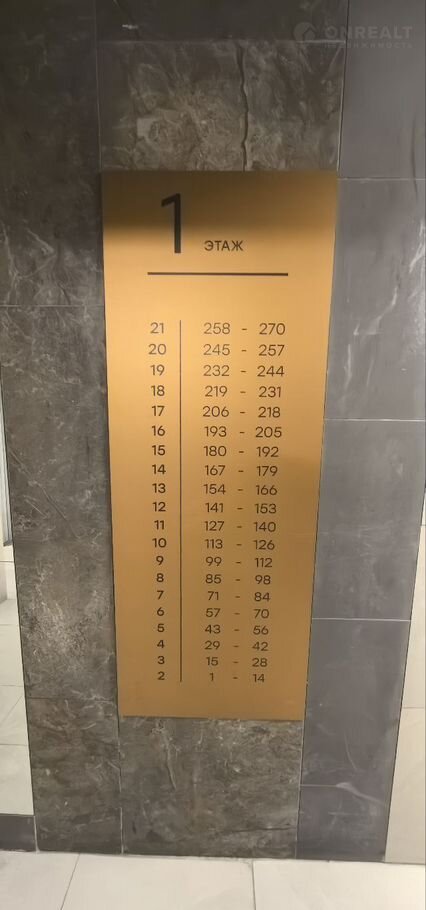 ONREALT
НЕДВИЖИМОСТЬ
1 ЭТАЖ
21 258 - 270
20 245 - 257
19 232 - 244
18 219 - 231
17 206 - 218
16 193 - 205
15 180 - 192
14 167 - 179
13 154 - 166
12 141 - 153
11 127 - 140
10 113 - 126
9 99 - 112
8 85 - 98
7 71 - 84
6 57 - 70
5 43 - 56
4 29 - 42
3 15 - 28
2 1 - 14